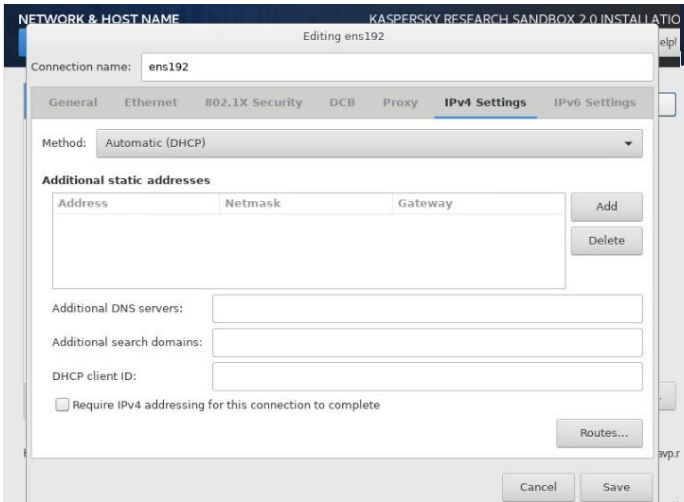 NETWORK & HOST NAME KASPERSKY RESEARCH SANDBOX 2.0 INSTALLATIO
Editing ens192
elp!
Connection name: ens192
General Ethernet 802.1X Security DCB Proxy IPv4 Settings IPv6 Settings
Method: Automatic (DHCP)
Additional static addresses
Address Netmask Gateway
Add
Delete
Additional DNS servers:
Additional search domains:
DHCP client ID:
Require IPv4 addressing for this connection to complete
Routes...
avp.r
Cancel Save